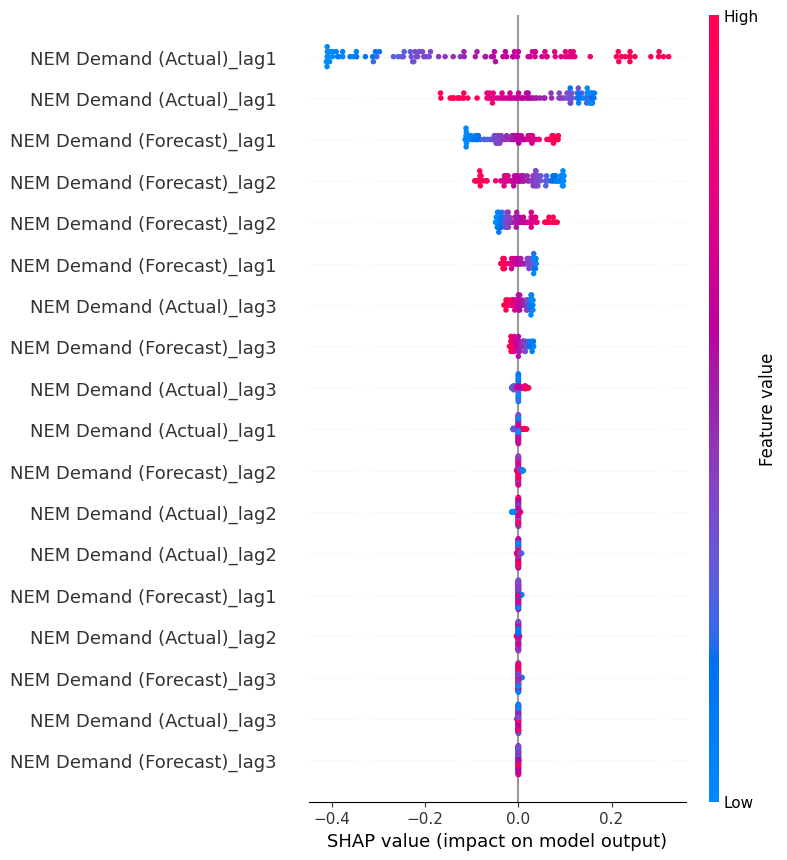 High
NEM Demand (Actual)_lag1
NEM Demand (Actual)_lag1
NEM Demand (Forecast)_lag1
NEM Demand (Forecast)_lag2
NEM Demand (Forecast)_lag2
NEM Demand (Forecast)_lag1
NEM Demand (Actual)_lag3
NEM Demand (Forecast)_lag3
NEM Demand (Actual)_lag3
NEM Demand (Actual)_lag1
NEM Demand (Forecast)_lag2
NEM Demand (Actual)_lag2
NEM Demand (Actual)_lag2
NEM Demand (Forecast)_lag1
NEM Demand (Actual)_lag2
NEM Demand (Forecast)_lag3
NEM Demand (Actual)_lag3
NEM Demand (Forecast)_lag3
Feature value
Low
−0.4 −0.2 0.0 0.2
SHAP value (impact on model output)